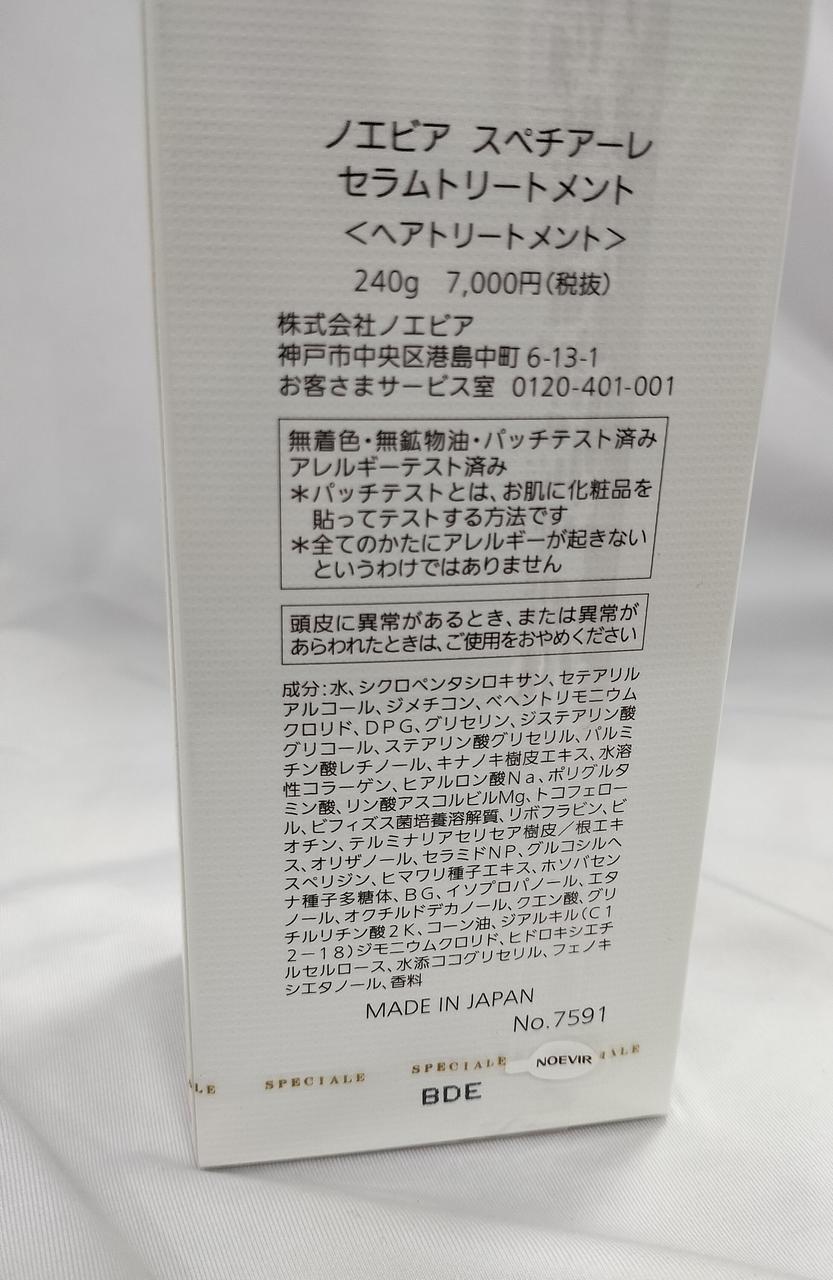 ノエビア スペチアーレ
セラムトリートメント
＜ヘアトリートメント＞
240g 7,000円(税抜)
株式会社ノエビア
神戸市中央区港島中町 6-13-1
お客さまサービス室 0120-401-001
無着色・無鉱物油・パッチテスト済み
アレルギーテスト済み
＊パッチテストとは、お肌に化粧品を
貼ってテストする方法です
＊全てのかたにアレルギーが起きない
というわけではありません
頭皮に異常があるとき、または異常が
あらわれたときは、ご使用をおやめください
成分：水、シクロペンタシロキサン、セテアリル
アルコール、ジメチコン、ベヘントリモニウム
クロリド、DPG、グリセリン、ジステアリン酸
グリコール、ステアリン酸グリセリル、パルミ
チン酸レチノール、キナノキ樹皮エキス、水溶
性コラーゲン、ヒアルロン酸Na、ポリグルタ
ミン酸、リン酸アスコルビルMg、トコフェロー
ル、ビフィズス菌培養溶解質、リボフラビン、ビ
オチン、テルミナリアセリセア樹皮／根エキ
ス、オリザノール、セラミドNP、グルコシルヘ
スペリジン、ヒマワリ種子エキス、ホソバセン
ナ種子多糖体、BG、イソプロパノール、エタ
ノール、オクチルドデカノール、クエン酸、グリ
チルリチン酸2K、コーン油、ジアルキル(C1
2－18)ジモニウムクロリド、ヒドロキシエチ
ルセルロース、水添ココグリセリル、フェノキ
シエタノール、香料
MADE IN JAPAN
No.7591
ALE SPECIALE SPECIALE NOEVIR IALE
BDE